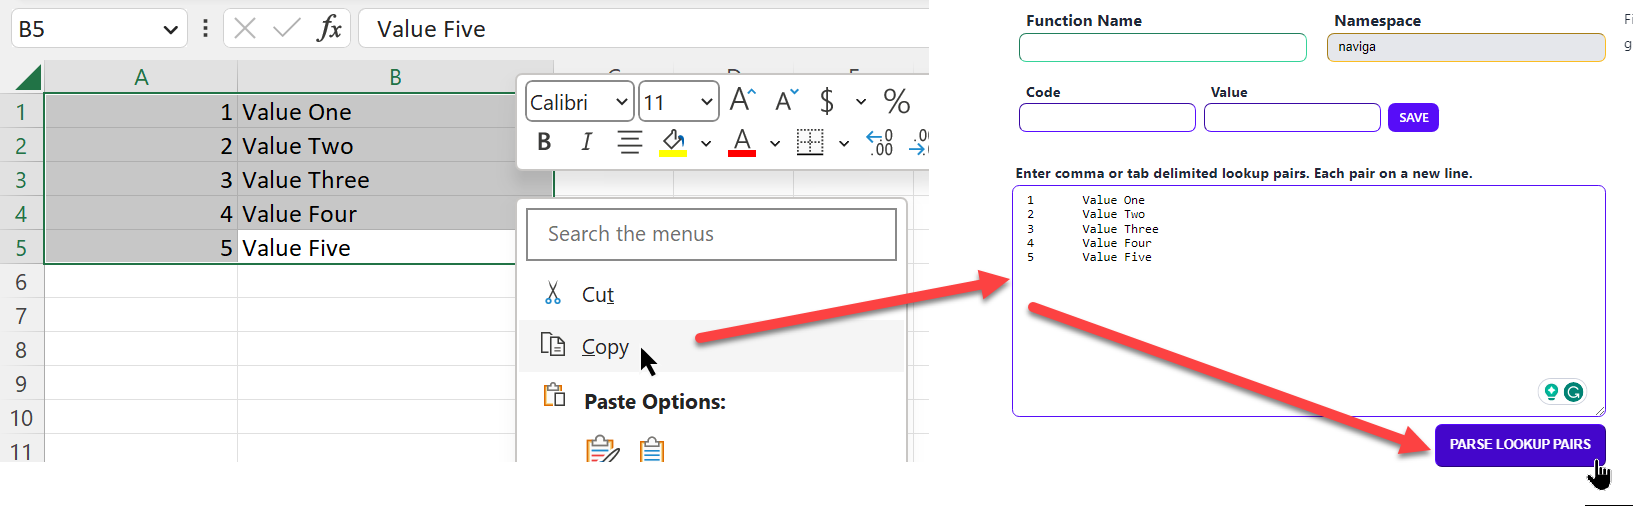 B5
fx
Value Five
A
B
1
1 Value One
2
2 Value Two
3
3 Value Three
4
4 Value Four
5
5 Value Five
6
7
8
9
10
11
Calibri
11
A
A
$
%
B
I
A
.0
.00
.00
Search the menus
Cut
Copy
Paste Options:
Function Name
Namespace
naviga
Code
Value
SAVE
Enter comma or tab delimited lookup pairs. Each pair on a new line.
1 Value One
2 Value Two
3 Value Three
4 Value Four
5 Value Five
PARSE LOOKUP PAIRS